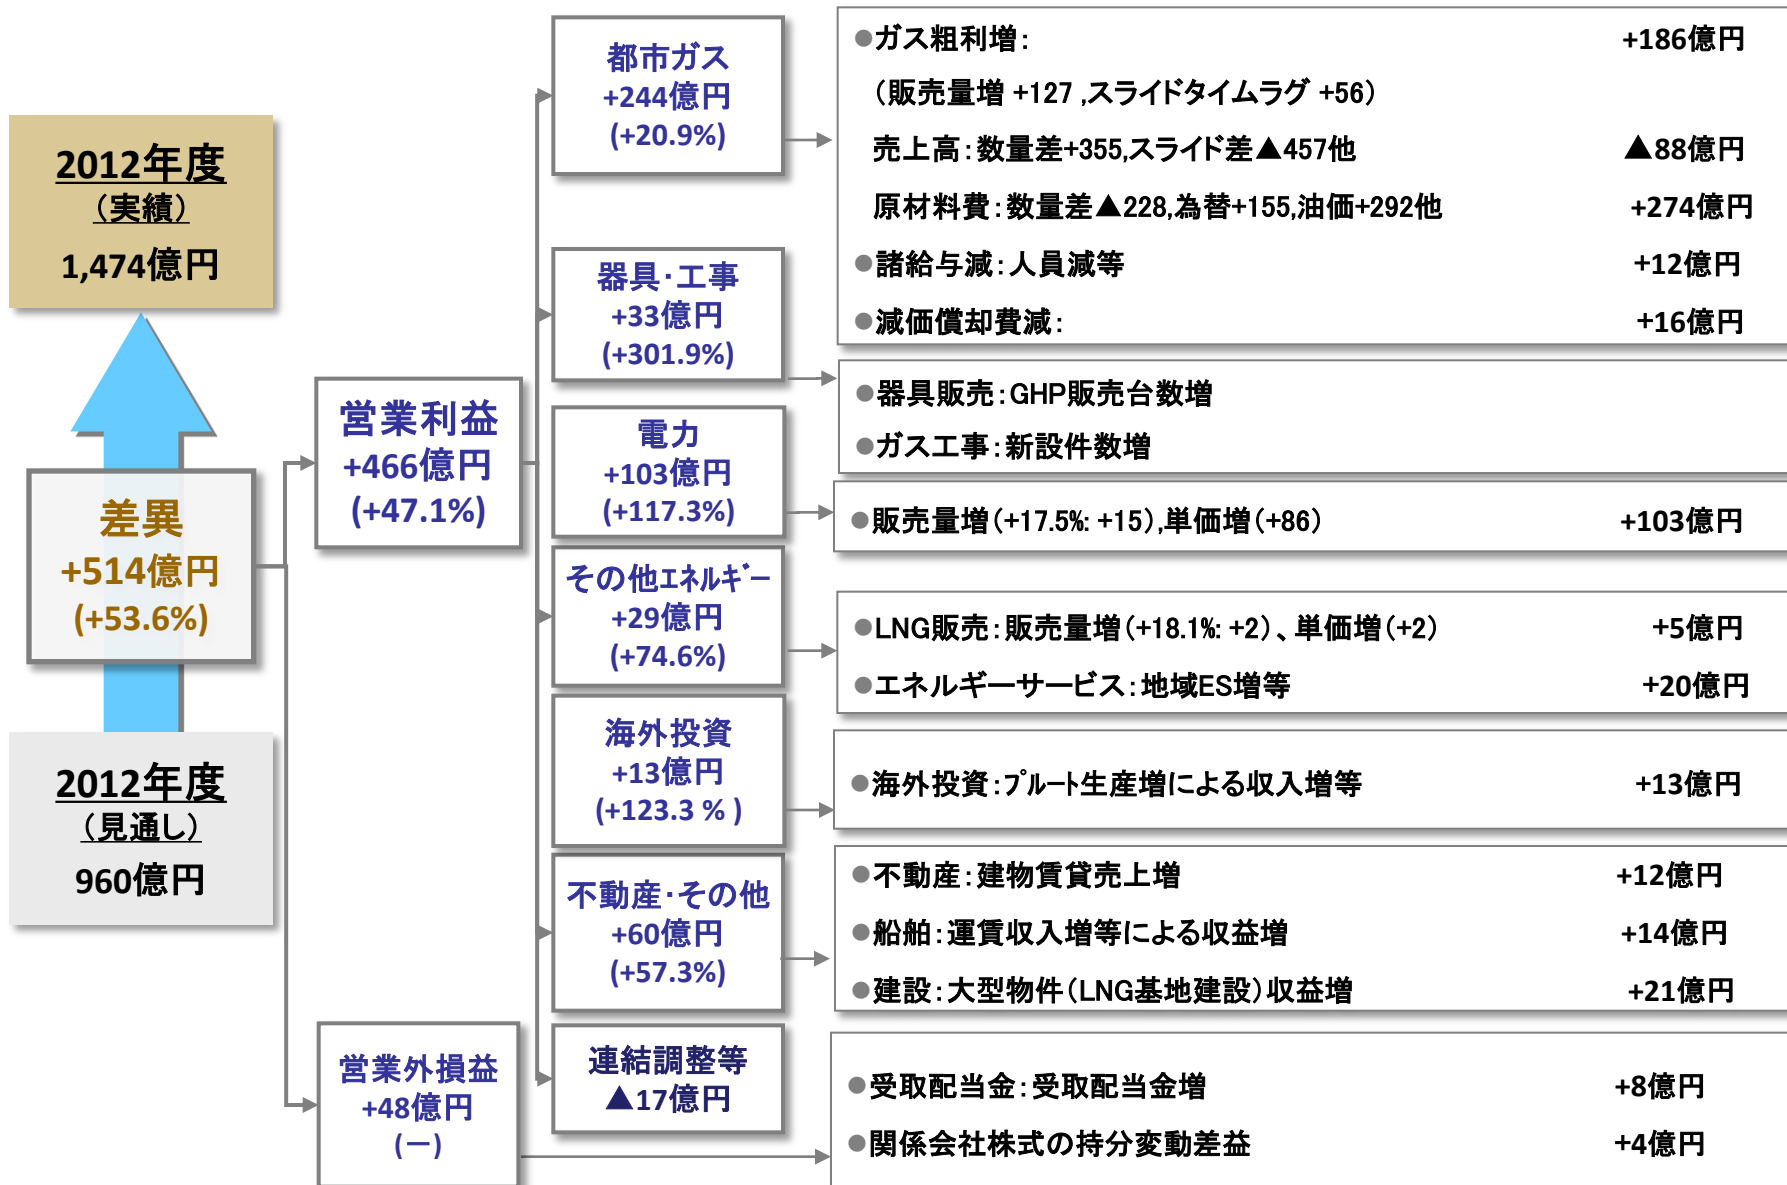 2012年度
（実績）
1,474億円
差異
+514億円
(+53.6%)
2012年度
（見通し）
960億円
営業利益
+466億円
(+47.1%)
営業外損益
+48億円
(－)
都市ガス
+244億円
(+20.9%)
器具・工事
+33億円
(+301.9%)
電力
+103億円
(+117.3%)
その他ｴﾈﾙｷﾞｰ
+29億円
(+74.6%)
海外投資
+13億円
(+123.3 % )
不動産・その他
+60億円
(+57.3%)
連結調整等
▲17億円
●ガス粗利増： +186億円
（販売量増 +127 ,スライドタイムラグ +56）
売上高：数量差+355,スライド差▲457他 ▲88億円
原材料費：数量差▲228,為替+155,油価+292他 +274億円
●諸給与減：人員減等 +12億円
●減価償却費減： +16億円
●器具販売：GHP販売台数増
●ガス工事：新設件数増
●販売量増（+17.5%: +15）,単価増（+86） +103億円
●LNG販売：販売量増（+18.1%: +2）、単価増（+2） +5億円
●エネルギーサービス：地域ES増等 +20億円
●海外投資：ﾌﾟﾙｰﾄ生産増による収入増等 +13億円
●不動産：建物賃貸売上増 +12億円
●船舶：運賃収入増等による収益増 +14億円
●建設：大型物件（LNG基地建設）収益増 +21億円
●受取配当金：受取配当金増 +8億円
●関係会社株式の持分変動差益 +4億円